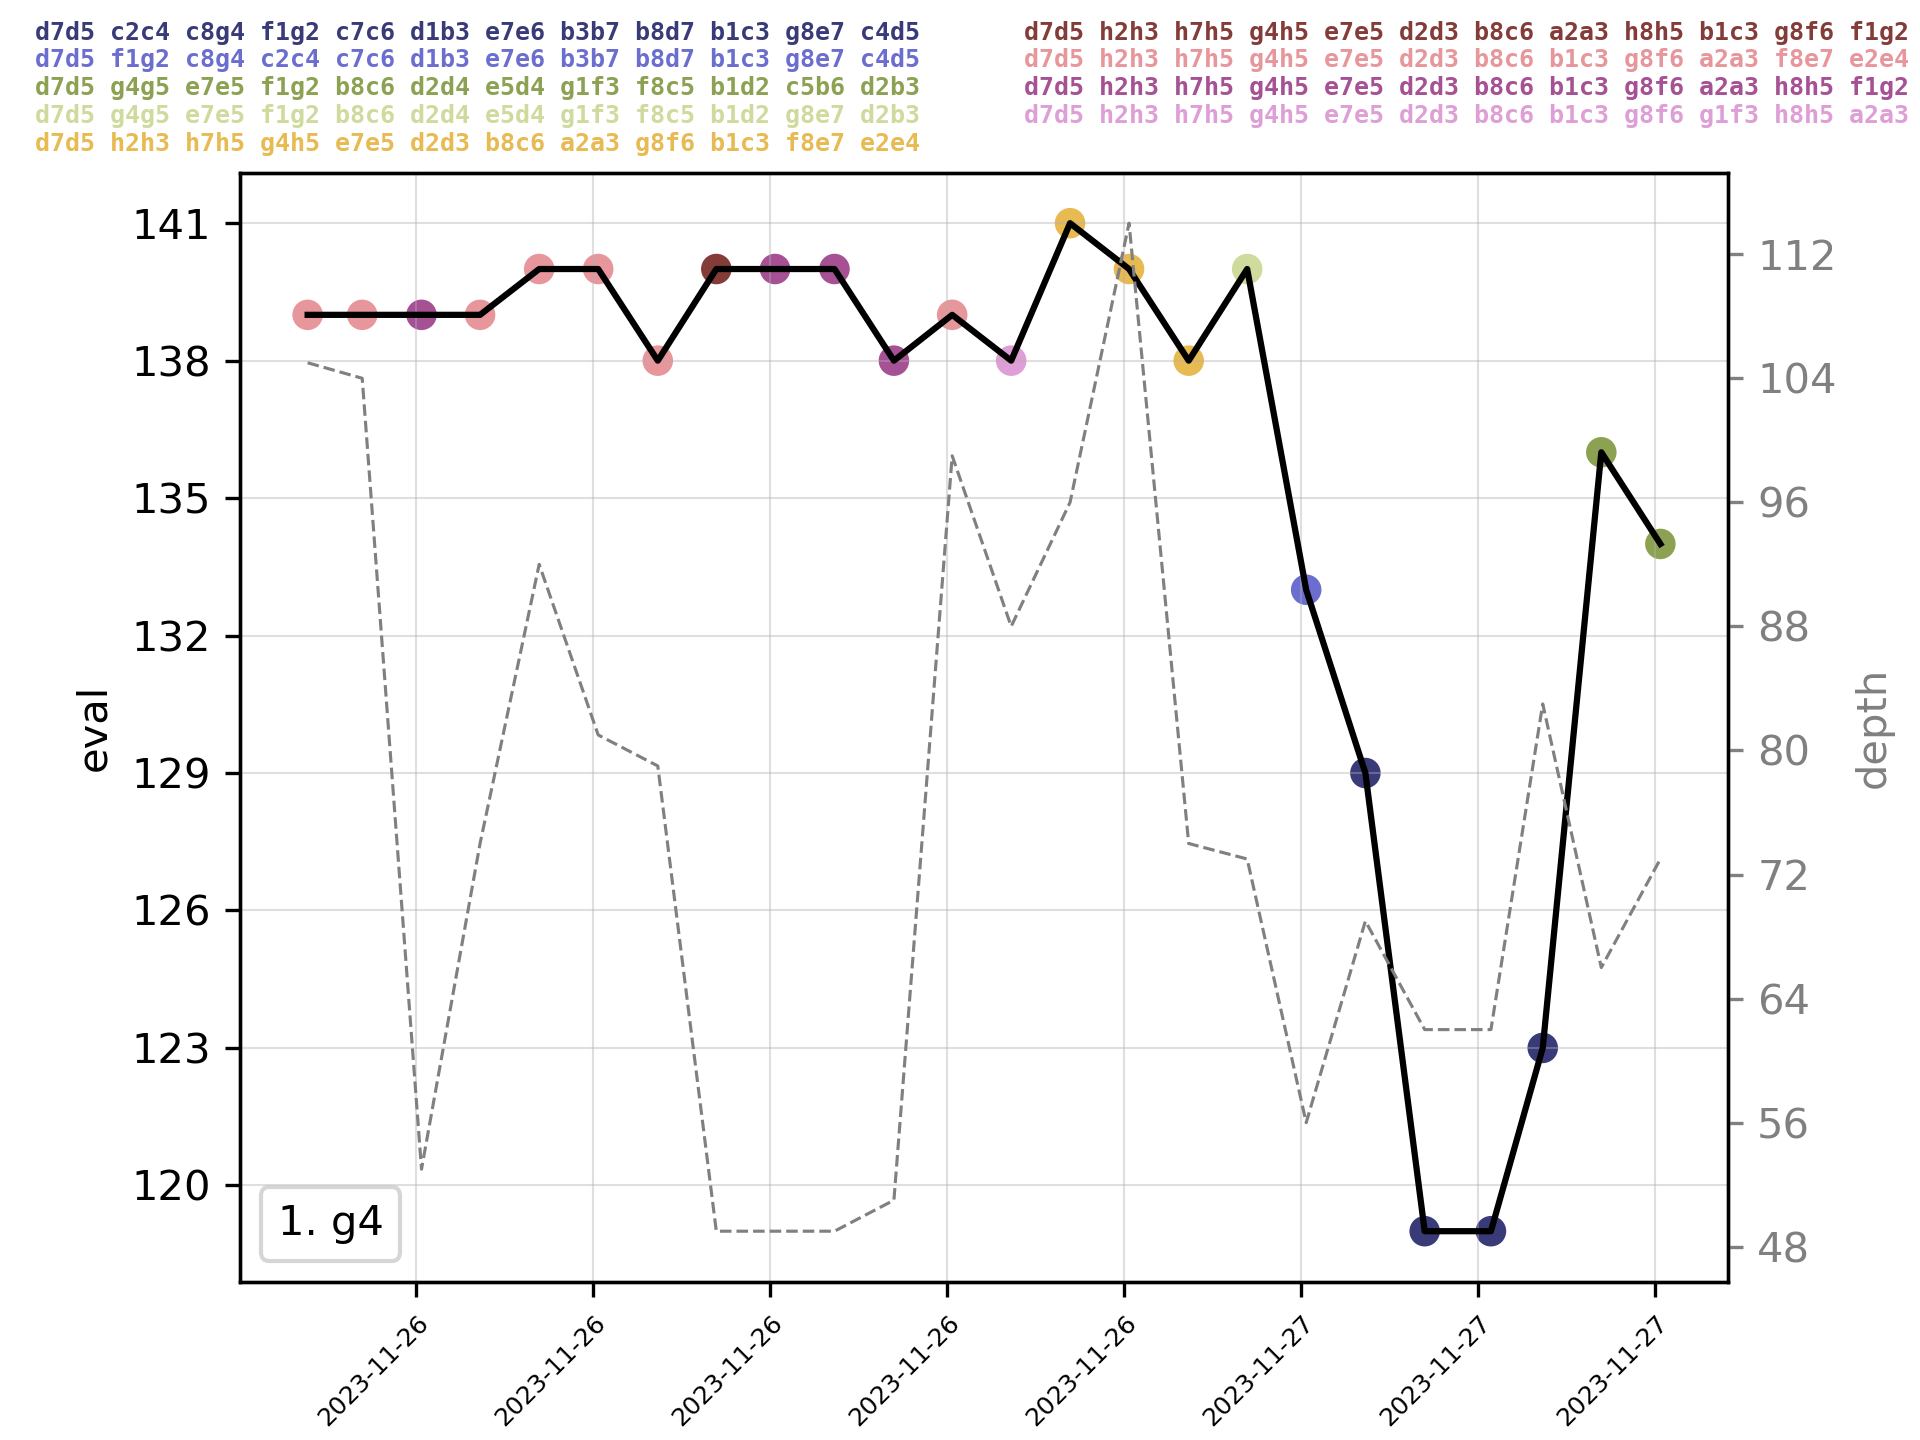 d7d5 c2c4 c8g4 f1g2 c7c6 d1b3 e7e6 b3b7 b8d7 b1c3 g8e7 c4d5
d7d5 f1g2 c8g4 c2c4 c7c6 d1b3 e7e6 b3b7 b8d7 b1c3 g8e7 c4d5
d7d5 g4g5 e7e5 f1g2 b8c6 d2d4 e5d4 g1f3 f8c5 b1d2 c5b6 d2b3
d7d5 g4g5 e7e5 f1g2 b8c6 d2d4 e5d4 g1f3 f8c5 b1d2 g8e7 d2b3
d7d5 h2h3 h7h5 g4h5 e7e5 d2d3 b8c6 a2a3 g8f6 b1c3 f8e7 e2e4
d7d5 h2h3 h7h5 g4h5 e7e5 d2d3 b8c6 a2a3 h8h5 b1c3 g8f6 f1g2
d7d5 h2h3 h7h5 g4h5 e7e5 d2d3 b8c6 b1c3 g8f6 a2a3 f8e7 e2e4
d7d5 h2h3 h7h5 g4h5 e7e5 d2d3 b8c6 b1c3 g8f6 a2a3 h8h5 f1g2
d7d5 h2h3 h7h5 g4h5 e7e5 d2d3 b8c6 b1c3 g8f6 g1f3 h8h5 a2a3
141
138
135
132
129
126
123
120
eval
112
104
96
88
80
72
64
56
48
depth
1. g4
2023-11-26
2023-11-26
2023-11-26
2023-11-26
2023-11-26
2023-11-27
2023-11-27
2023-11-27